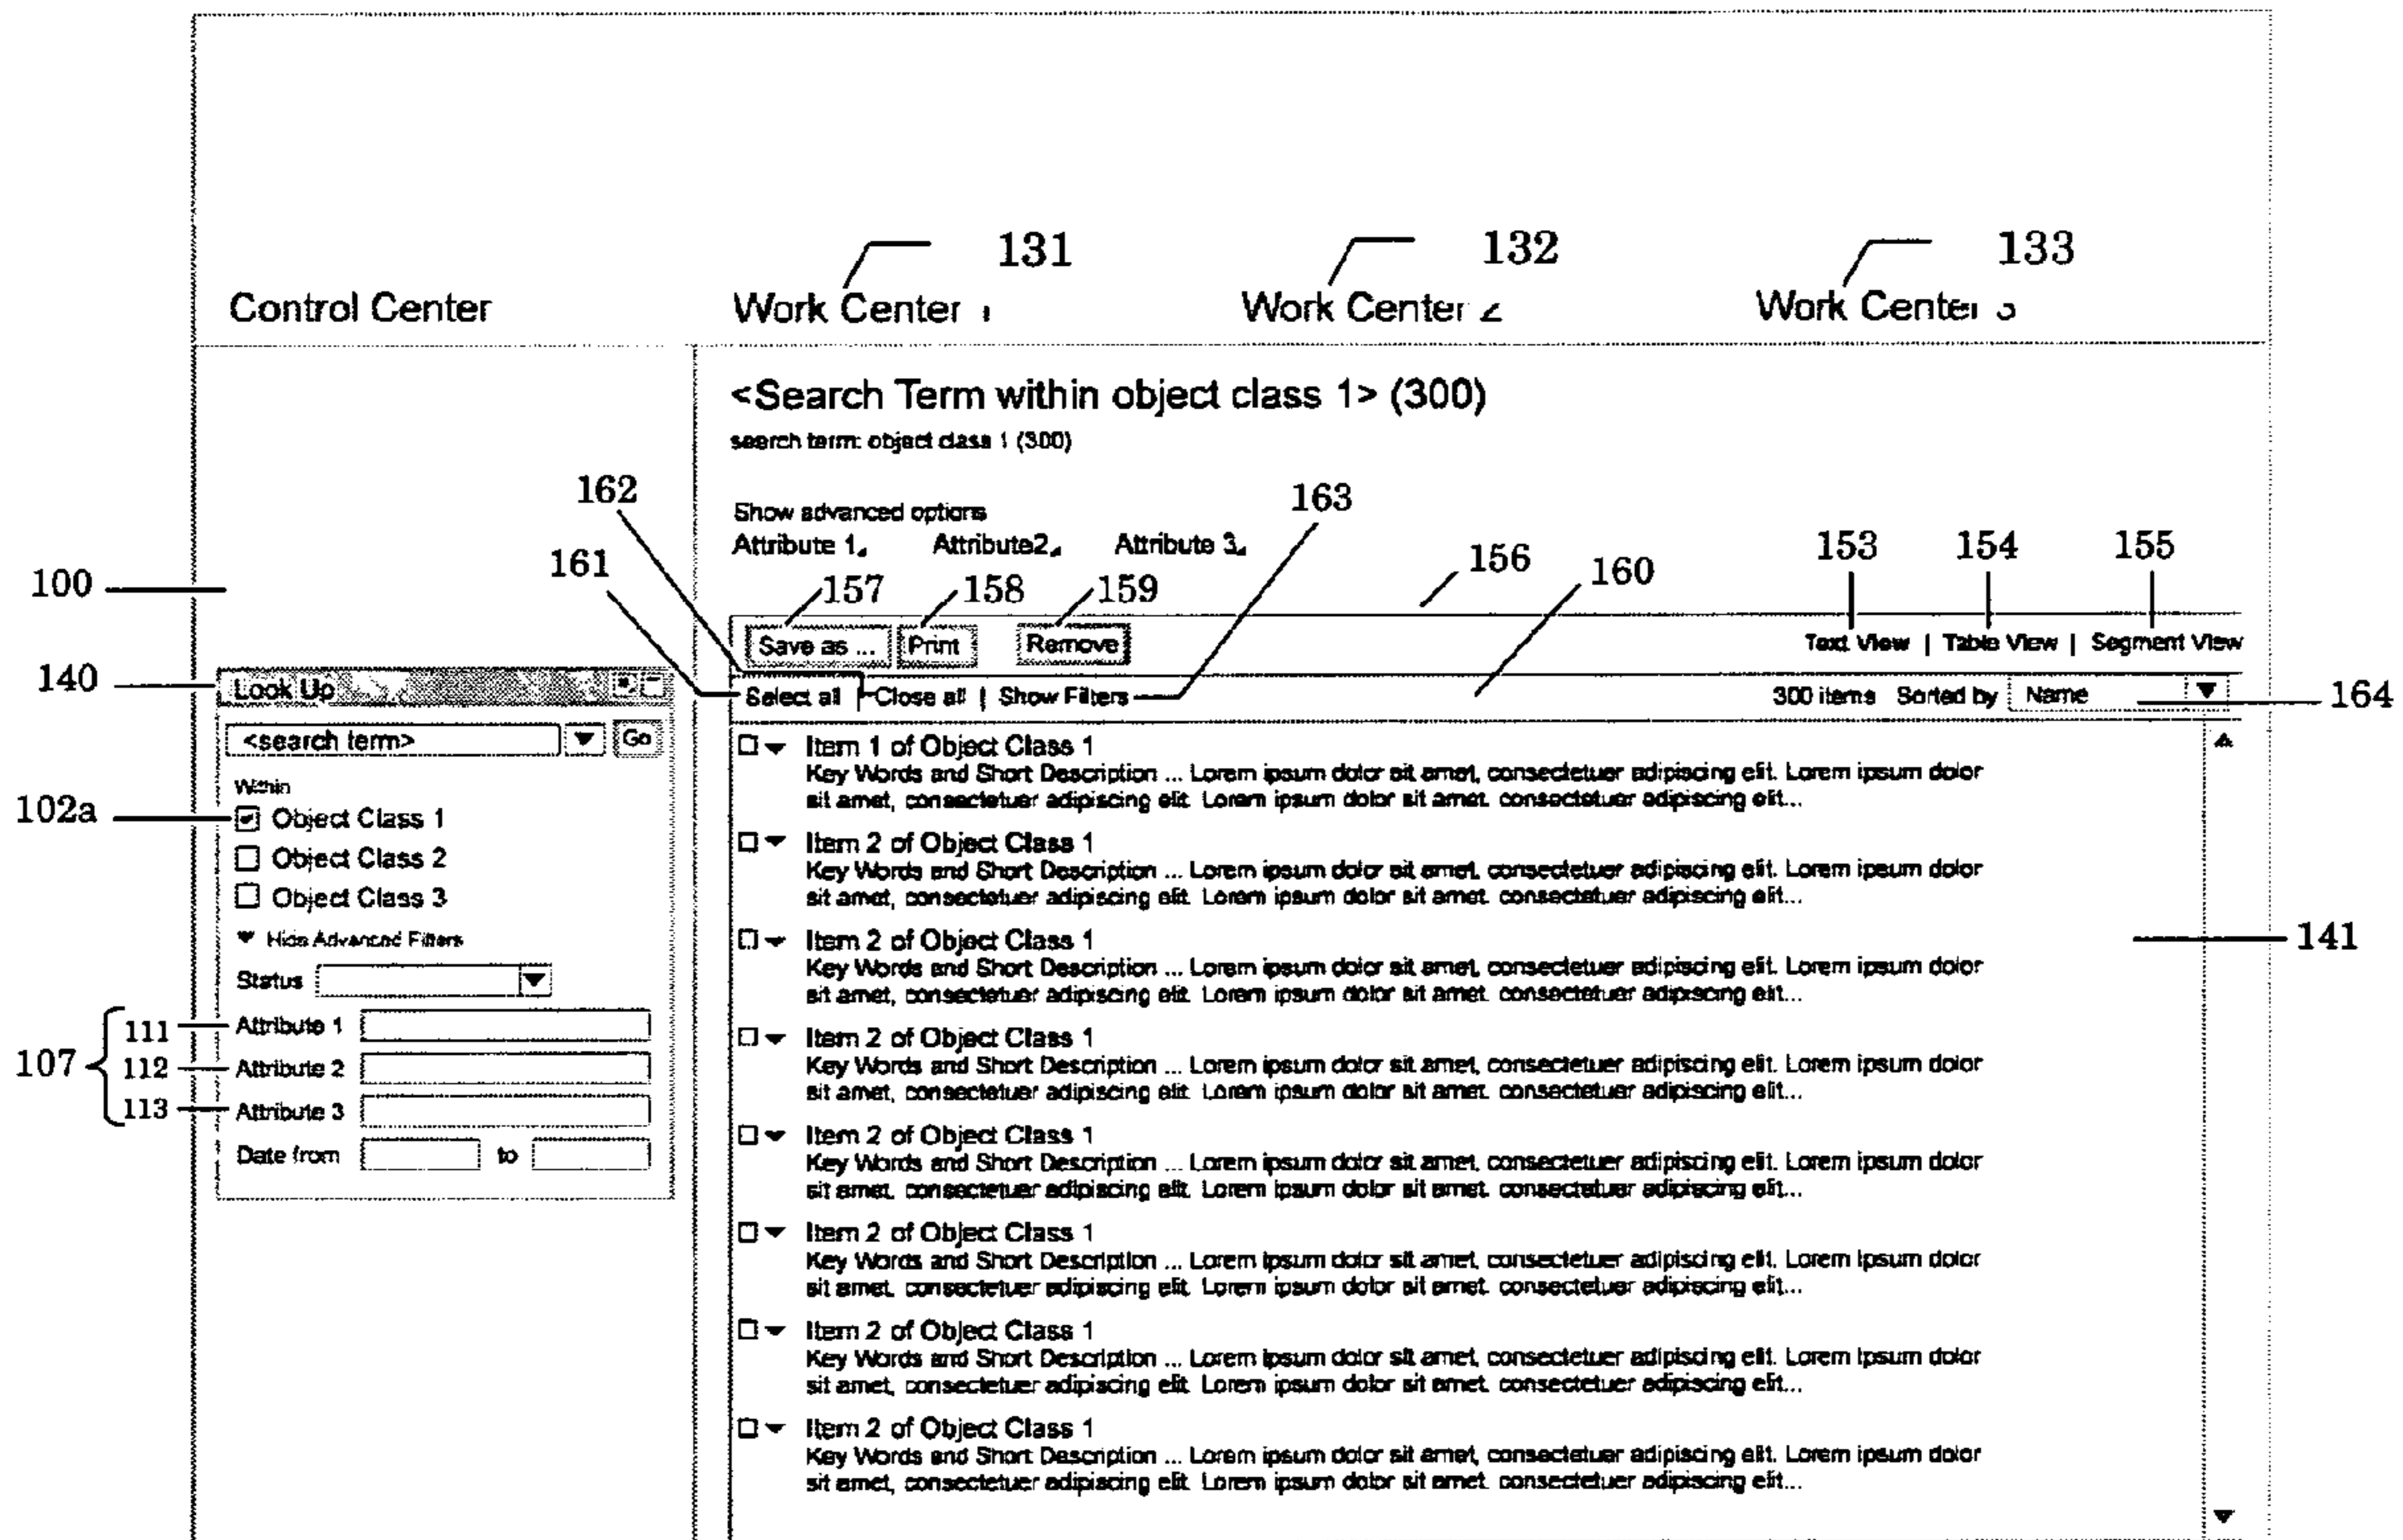 131 132 133
Control Center Work Center 1 Work Center 2 Work Center 3
<Search Term within object class 1> (300)
search term: object class 1 (300)
162 163
Show advanced options
Attribute 1 Attribute2 Attribute 3
161 156 160 153 154 155
100 157 158 159
Save as ... Print Remove Text View | Table View | Segment View
140 Look Up
Select all | Close all | Show Filters 300 items Sorted by Name 164
<search term> Go
Within
102a Object Class 1
Object Class 2
Object Class 3
Hide Advanced Filters
Status
107 111 Attribute 1
112 Attribute 2
113 Attribute 3
Date from to
Item 1 of Object Class 1
Key Words and Short Description ... Lorem ipsum dolor sit amet, consectetuer adipiscing elit. Lorem ipsum dolor
sit amet, consectetuer adipiscing elit. Lorem ipsum dolor sit amet. consectetuer adipiscing elit...
Item 2 of Object Class 1
Key Words and Short Description ... Lorem ipsum dolor sit amet, consectetuer adipiscing elit. Lorem ipsum dolor
sit amet, consectetuer adipiscing elit. Lorem ipsum dolor sit amet. consectetuer adipiscing elit...
Item 2 of Object Class 1
Key Words and Short Description ... Lorem ipsum dolor sit amet, consectetuer adipiscing elit. Lorem ipsum dolor
sit amet, consectetuer adipiscing elit. Lorem ipsum dolor sit amet. consectetuer adipiscing elit...
141
Item 2 of Object Class 1
Key Words and Short Description ... Lorem ipsum dolor sit amet, consectetuer adipiscing elit. Lorem ipsum dolor
sit amet, consectetuer adipiscing elit. Lorem ipsum dolor sit amet. consectetuer adipiscing elit...
Item 2 of Object Class 1
Key Words and Short Description ... Lorem ipsum dolor sit amet, consectetuer adipiscing elit. Lorem ipsum dolor
sit amet, consectetuer adipiscing elit. Lorem ipsum dolor sit amet. consectetuer adipiscing elit...
Item 2 of Object Class 1
Key Words and Short Description ... Lorem ipsum dolor sit amet, consectetuer adipiscing elit. Lorem ipsum dolor
sit amet, consectetuer adipiscing elit. Lorem ipsum dolor sit amet. consectetuer adipiscing elit...
Item 2 of Object Class 1
Key Words and Short Description ... Lorem ipsum dolor sit amet, consectetuer adipiscing elit. Lorem ipsum dolor
sit amet, consectetuer adipiscing elit. Lorem ipsum dolor sit amet. consectetuer adipiscing elit...
Item 2 of Object Class 1
Key Words and Short Description ... Lorem ipsum dolor sit amet, consectetuer adipiscing elit. Lorem ipsum dolor
sit amet, consectetuer adipiscing elit. Lorem ipsum dolor sit amet. consectetuer adipiscing elit...